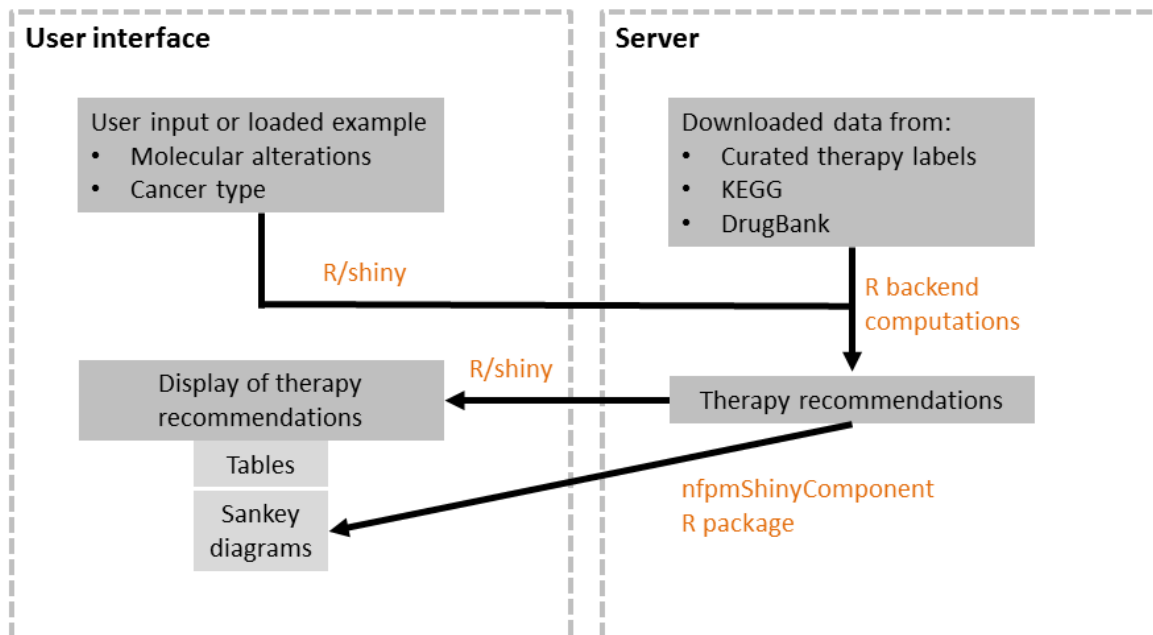 User interface
User input or loaded example
• Molecular alterations
• Cancer type
R/shiny
Display of therapy
recommendations
Tables
Sankey
diagrams
Server
Downloaded data from:
• Curated therapy labels
• KEGG
• DrugBank
R backend
computations
R/shiny
Therapy recommendations
nfpmShinyComponent
R package